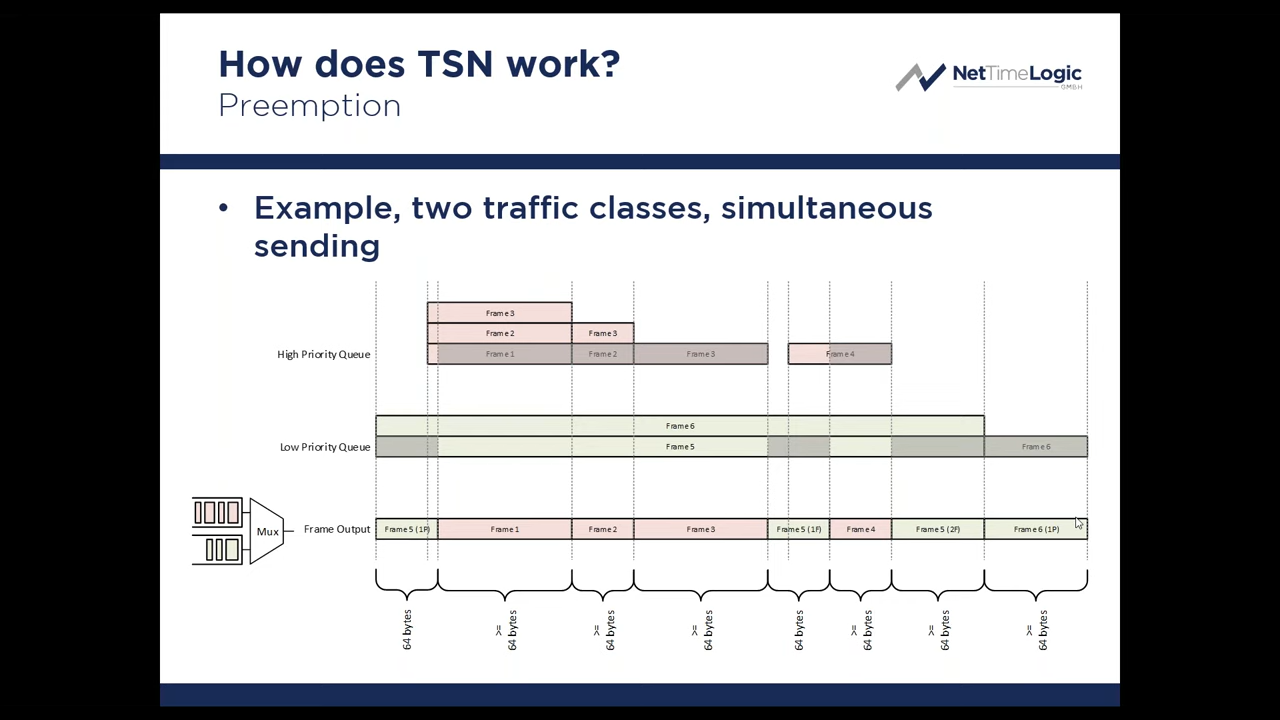 How does TSN work?
Preemption
NetTimeLogic
GMBH
• Example, two traffic classes, simultaneous
sending
Frame 3
Frame 2
Frame 3
High Priority Queue
Frame 1
Frame 2
Frame 3
Frame 4
Frame 6
Low Priority Queue
Frame 5
Frame 6
Mux
Frame Output
Frame 5 (1P)
Frame 1
Frame 2
Frame 3
Frame 5 (1F)
Frame 4
Frame 5 (2F)
Frame 6 (1P)
64 bytes
>=
64 bytes
>=
64 bytes
>=
64 bytes
64 bytes
>=
64 bytes
>=
64 bytes
>=
64 bytes